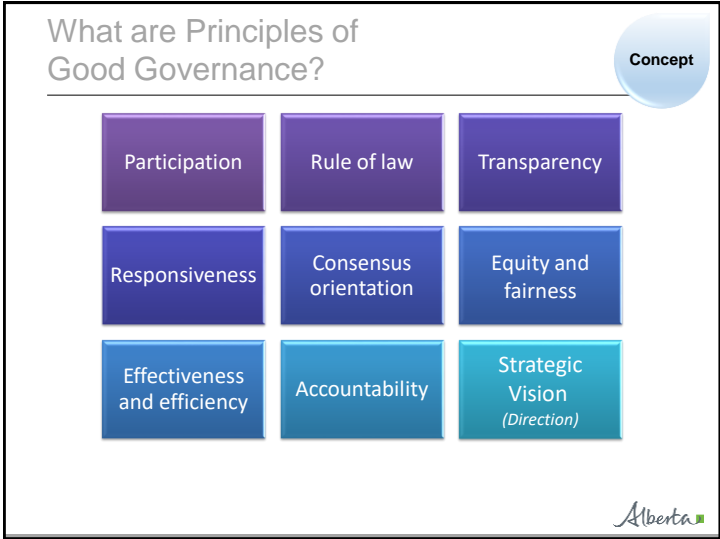 What are Principles of
Good Governance?
Concept
Participation
Rule of law
Transparency
Responsiveness
Consensus
orientation
Equity and
fairness
Effectiveness
and efficiency
Accountability
Strategic
Vision
(Direction)
Alberta